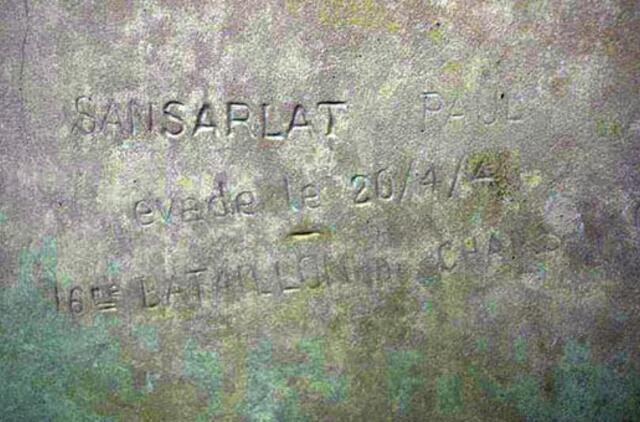 SANSARLAT PAUL
evade le 20/4/4
16me BATAILLON